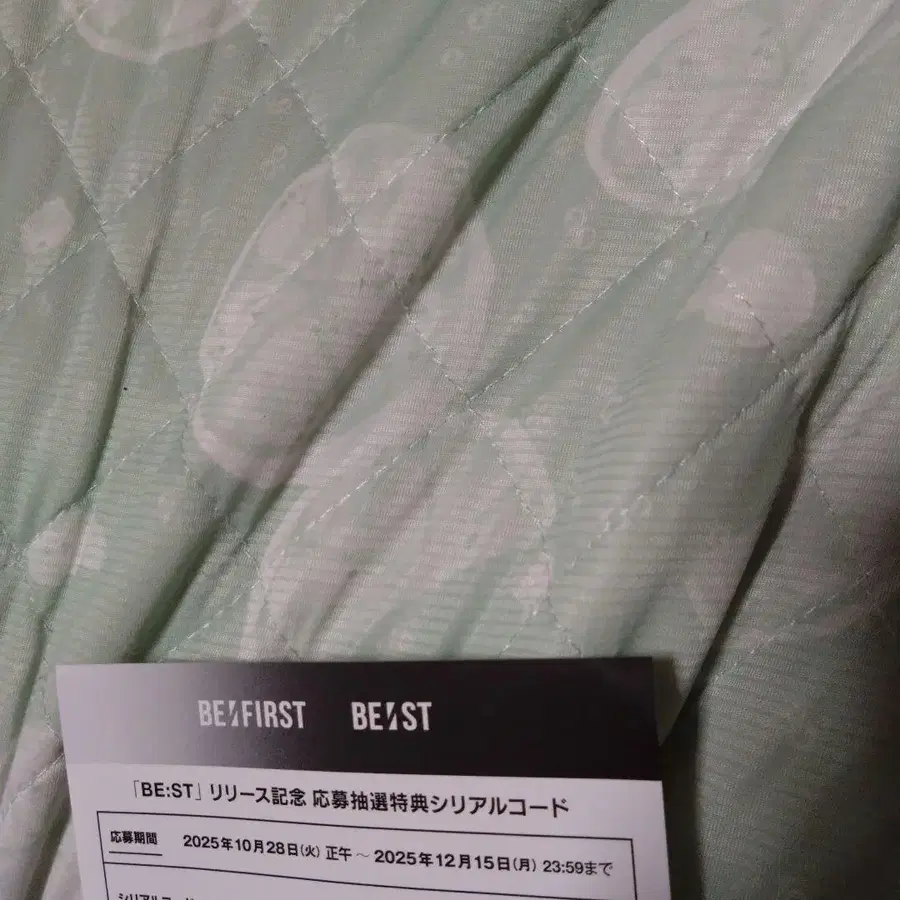 BE:FIRST BE:ST
「BE:ST」リリース記念 応募抽選特典シリアルコード
応募期間 2025年10月28日(火) 正午 ～ 2025年12月15日(月) 23:59まで